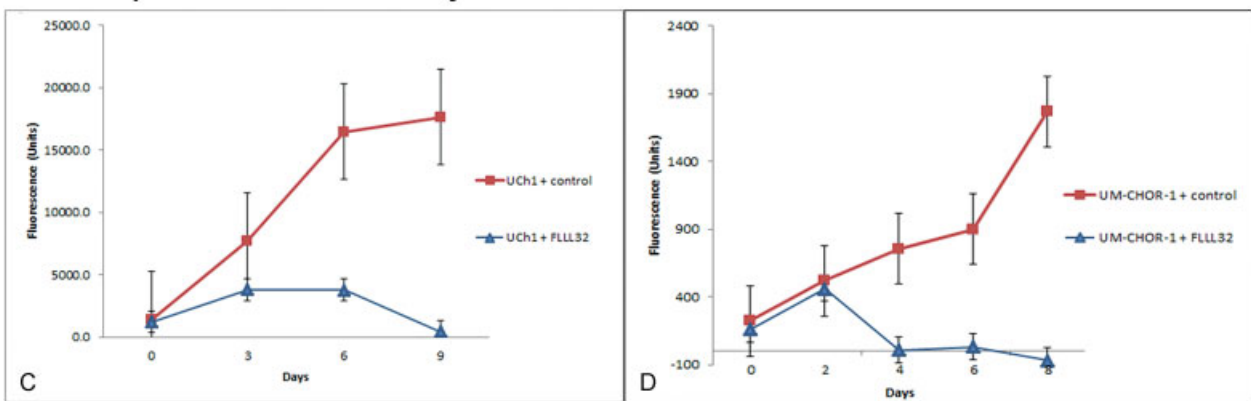 25000.0
20000.0
15000.0
10000.0
5000.0
0.0
Fluorescence (Units)
0 3 6 9
Days
UCh1 + control
UCh1 + FLLL32
C
2400
1900
1400
900
400
-100
Fluorescence (Units)
0 2 4 6 8
Days
UM-CHOR-1 + control
UM-CHOR-1 + FLLL32
D